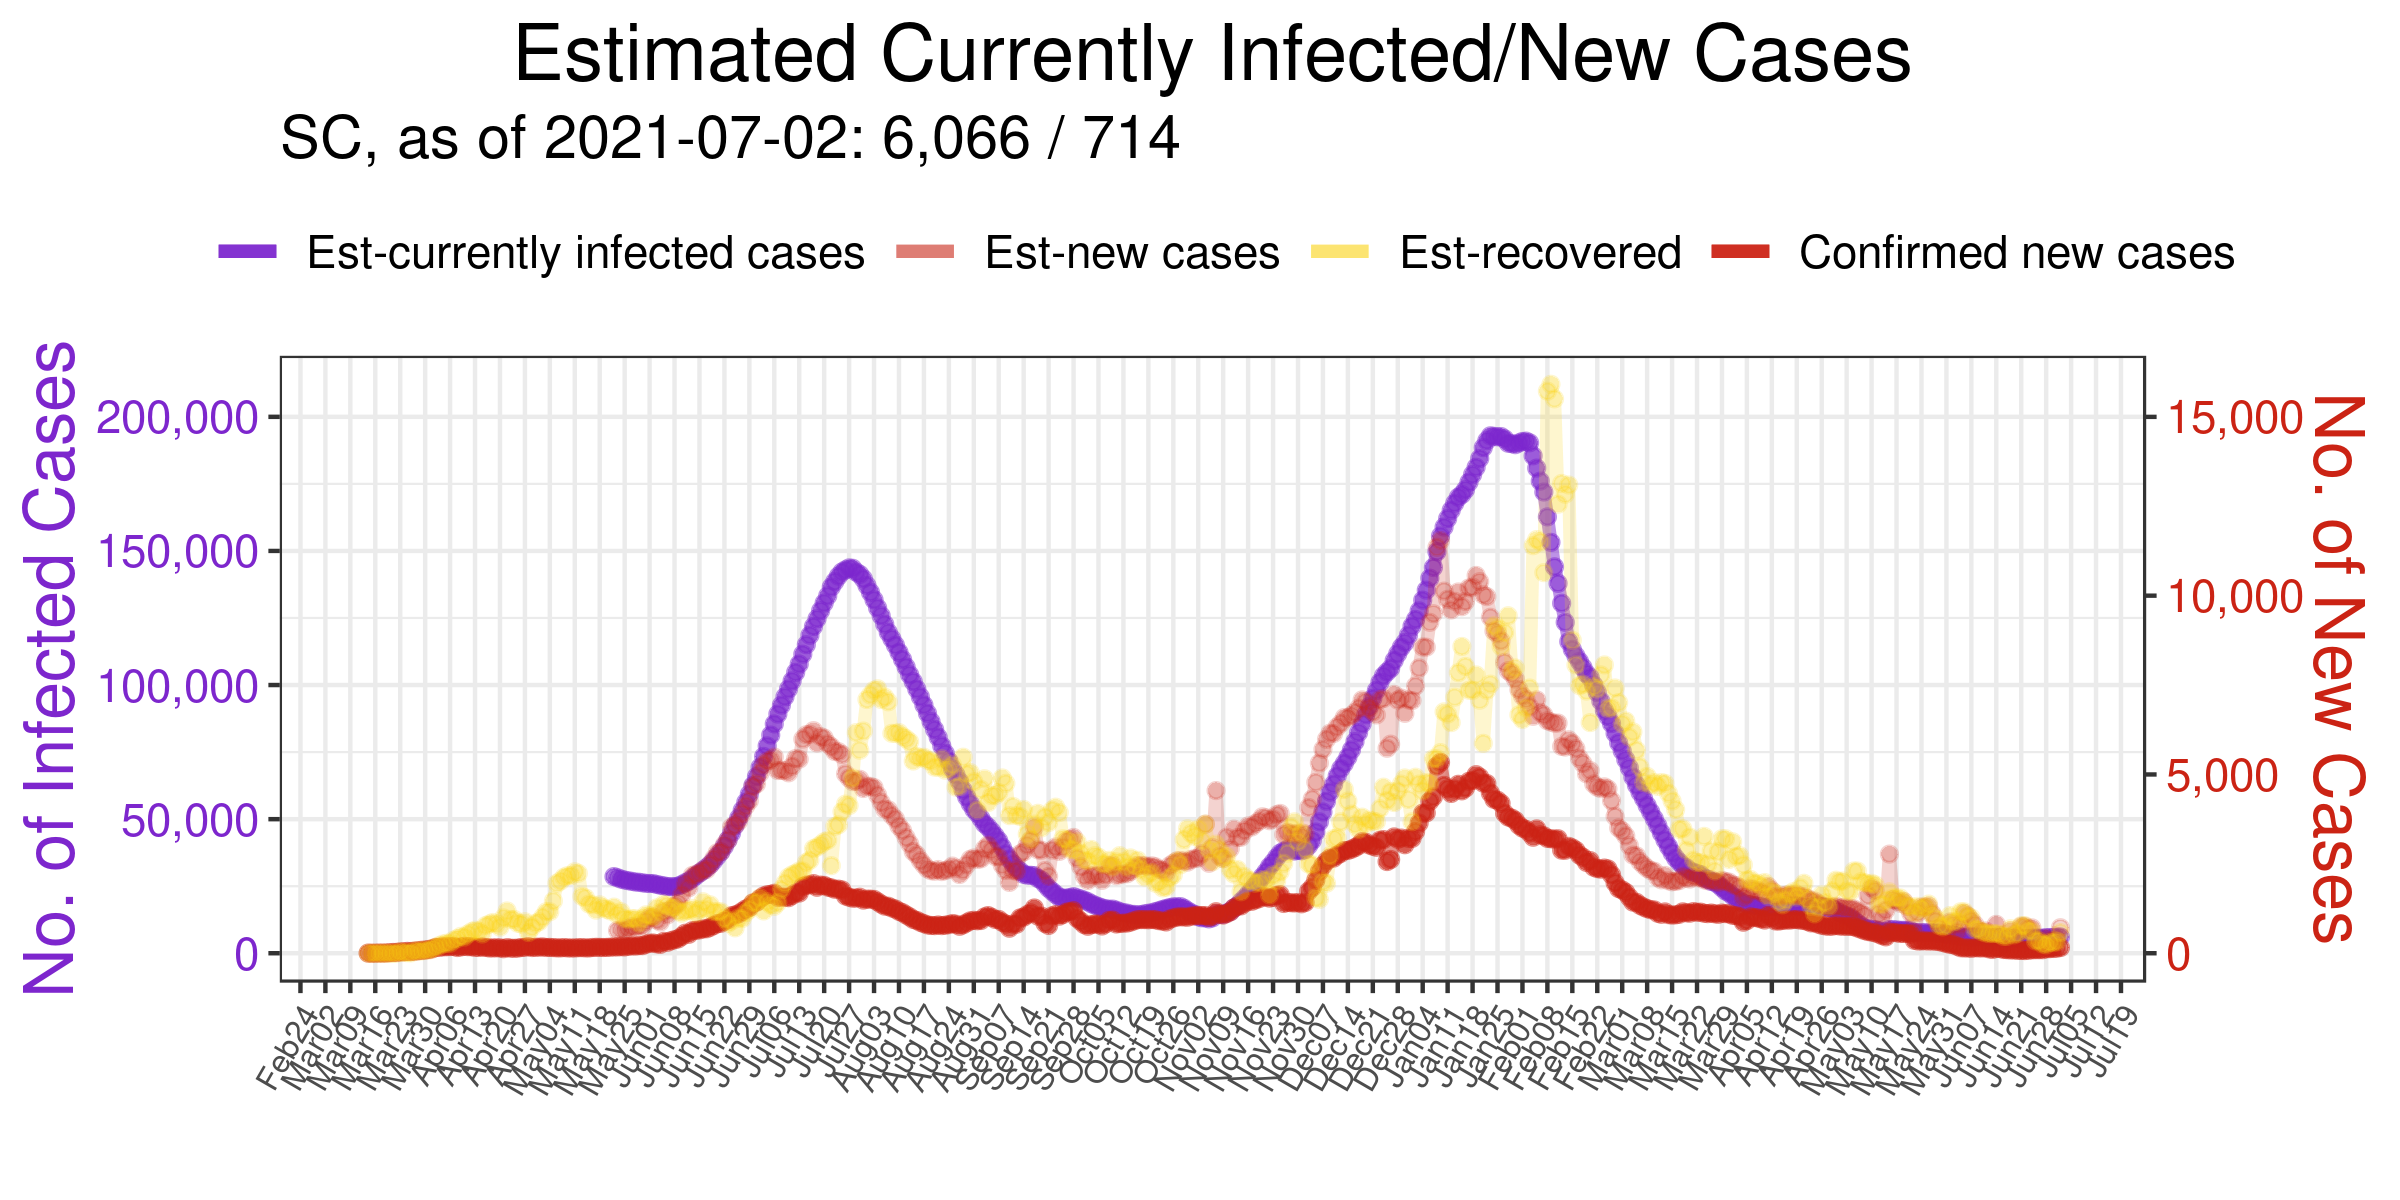 Estimated Currently Infected/New Cases
SC, as of 2021-07-02: 6,066 / 714
Est-currently infected cases Est-new cases Est-recovered Confirmed new cases
No. of Infected Cases
200,000
150,000
100,000
50,000
0
15,000
10,000
5,000
0
No. of New Cases
Feb24
Mar02
Mar09
Mar16
Mar23
Mar30
Apr06
Apr13
Apr20
Apr27
May04
May11
May18
May25
Jun01
Jun08
Jun15
Jun22
Jun29
Jul06
Jul13
Jul20
Jul27
Aug03
Aug10
Aug17
Aug24
Aug31
Sep07
Sep14
Sep21
Sep28
Oct05
Oct12
Oct19
Oct26
Nov02
Nov09
Nov16
Nov23
Nov30
Dec07
Dec14
Dec21
Dec28
Jan04
Jan11
Jan18
Jan25
Feb01
Feb08
Feb15
Feb22
Mar01
Mar08
Mar15
Mar22
Mar29
Apr05
Apr12
Apr19
Apr26
May03
May10
May17
May24
May31
Jun07
Jun14
Jun21
Jun28
Jul05
Jul12
Jul19